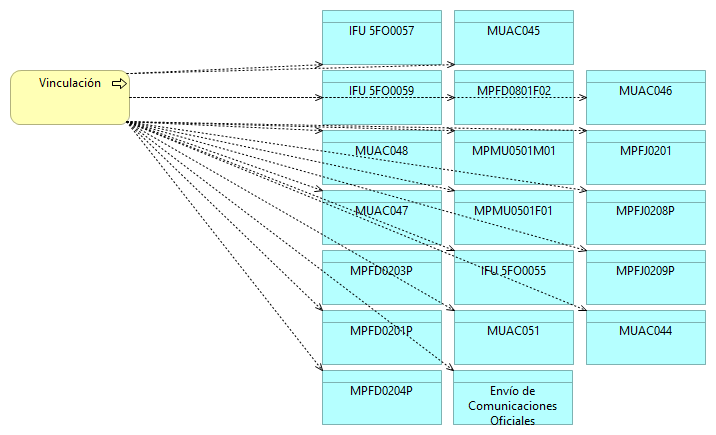 Vinculación
IFU 5FO0057
MUAC045
IFU 5FO0059
MPFD0801F02
MUAC046
MUAC048
MPMU0501M01
MPFJ0201
MUAC047
MPMU0501F01
MPFJ0208P
MPFD0203P
IFU 5FO0055
MPFJ0209P
MPFD0201P
MUAC051
MUAC044
MPFD0204P
Envío de
Comunicaciones
Oficiales